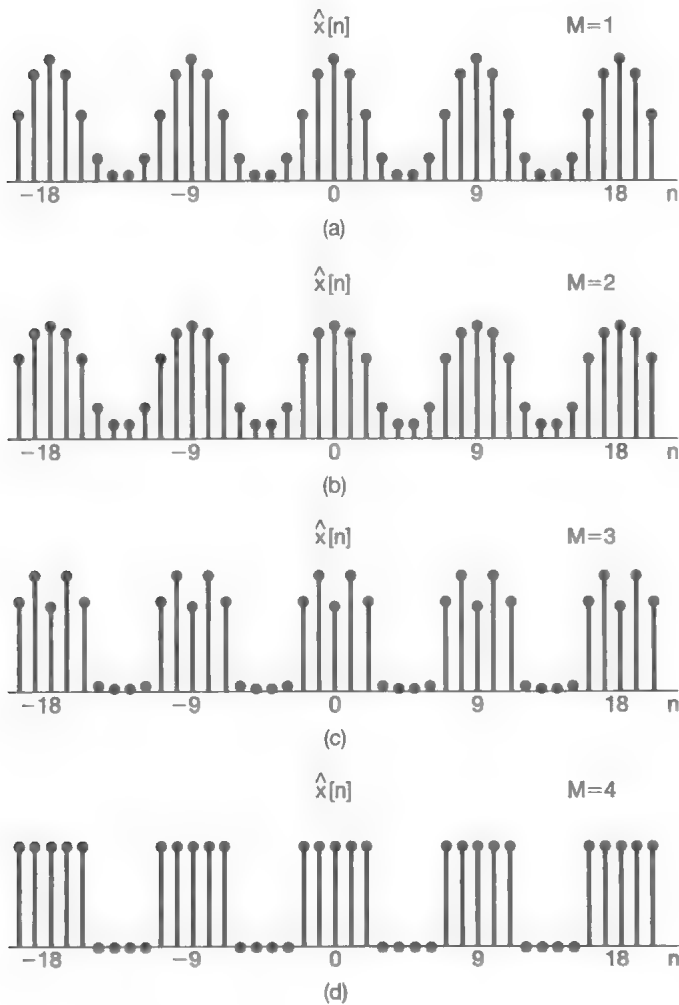 x̂[n] M=1
−18 −9 0 9 18 n
(a)
x̂[n] M=2
−18 −9 0 9 18 n
(b)
x̂[n] M=3
−18 −9 0 9 18 n
(c)
x̂[n] M=4
−18 −9 0 9 18 n
(d)